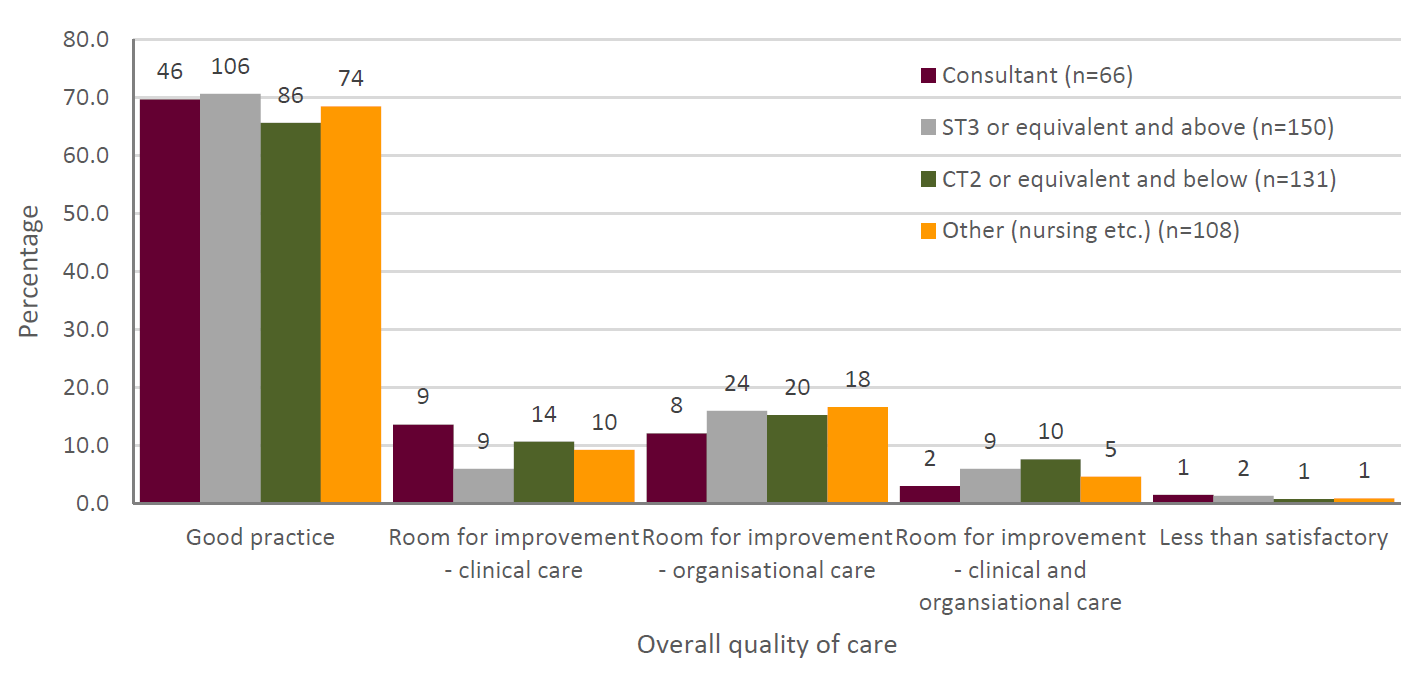 80.0
70.0
60.0
50.0
40.0
30.0
20.0
10.0
0.0
Percentage
46
106
86
74
9
9
14
10
8
24
20
18
2
9
10
5
1
2
1
1
Consultant (n=66)
ST3 or equivalent and above (n=150)
CT2 or equivalent and below (n=131)
Other (nursing etc.) (n=108)
Good practice
Room for improvement
- clinical care
Room for improvement
- organisational care
Room for improvement
- clinical and
organsiational care
Less than satisfactory
Overall quality of care